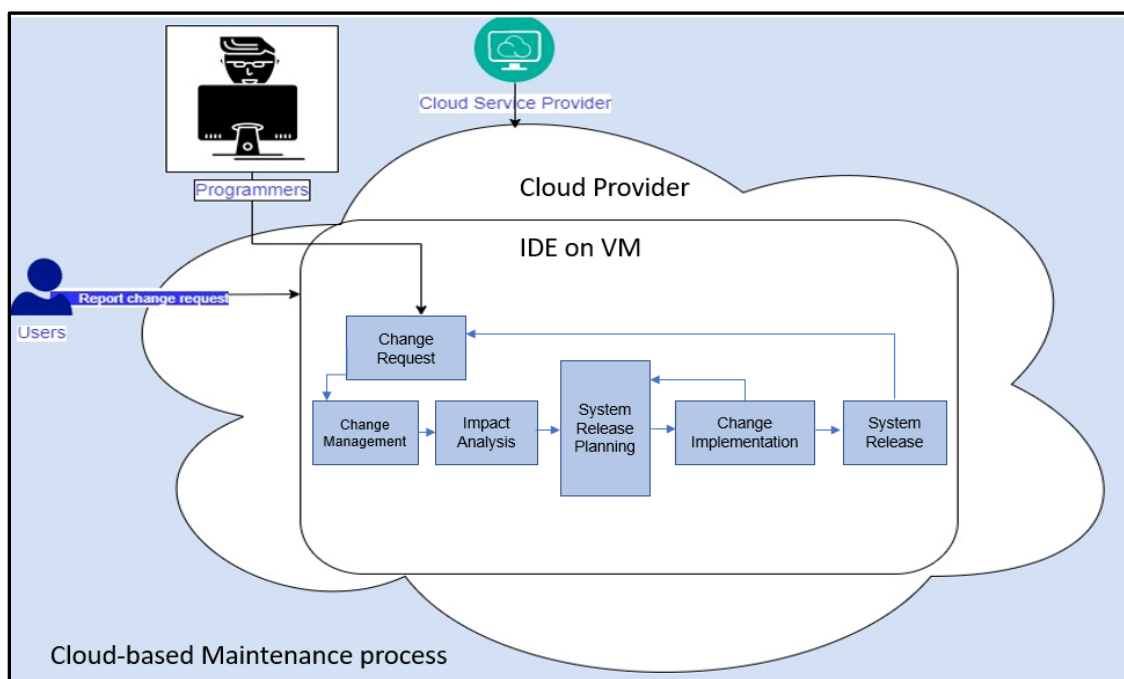 Cloud Service Provider
Programmers
Cloud Provider
IDE on VM
Report change request
Users
Change
Request
Change
Management
Impact
Analysis
System
Release
Planning
Change
Implementation
System
Release
Cloud-based Maintenance process